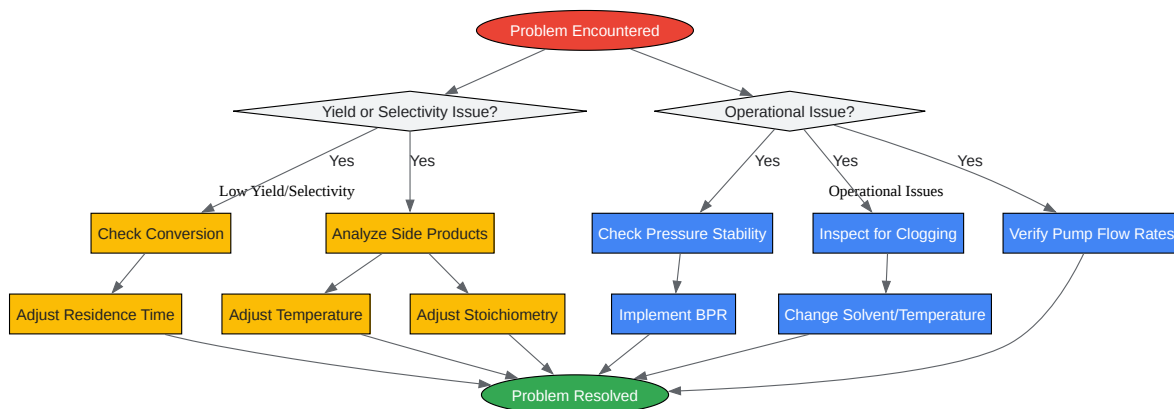 Problem Encountered
Yield or Selectivity Issue?
Operational Issue?
Yes
Yes
Yes
Yes
Yes
Low Yield/Selectivity
Operational Issues
Check Conversion
Analyze Side Products
Check Pressure Stability
Inspect for Clogging
Verify Pump Flow Rates
Adjust Residence Time
Adjust Temperature
Adjust Stoichiometry
Implement BPR
Change Solvent/Temperature
Problem Resolved